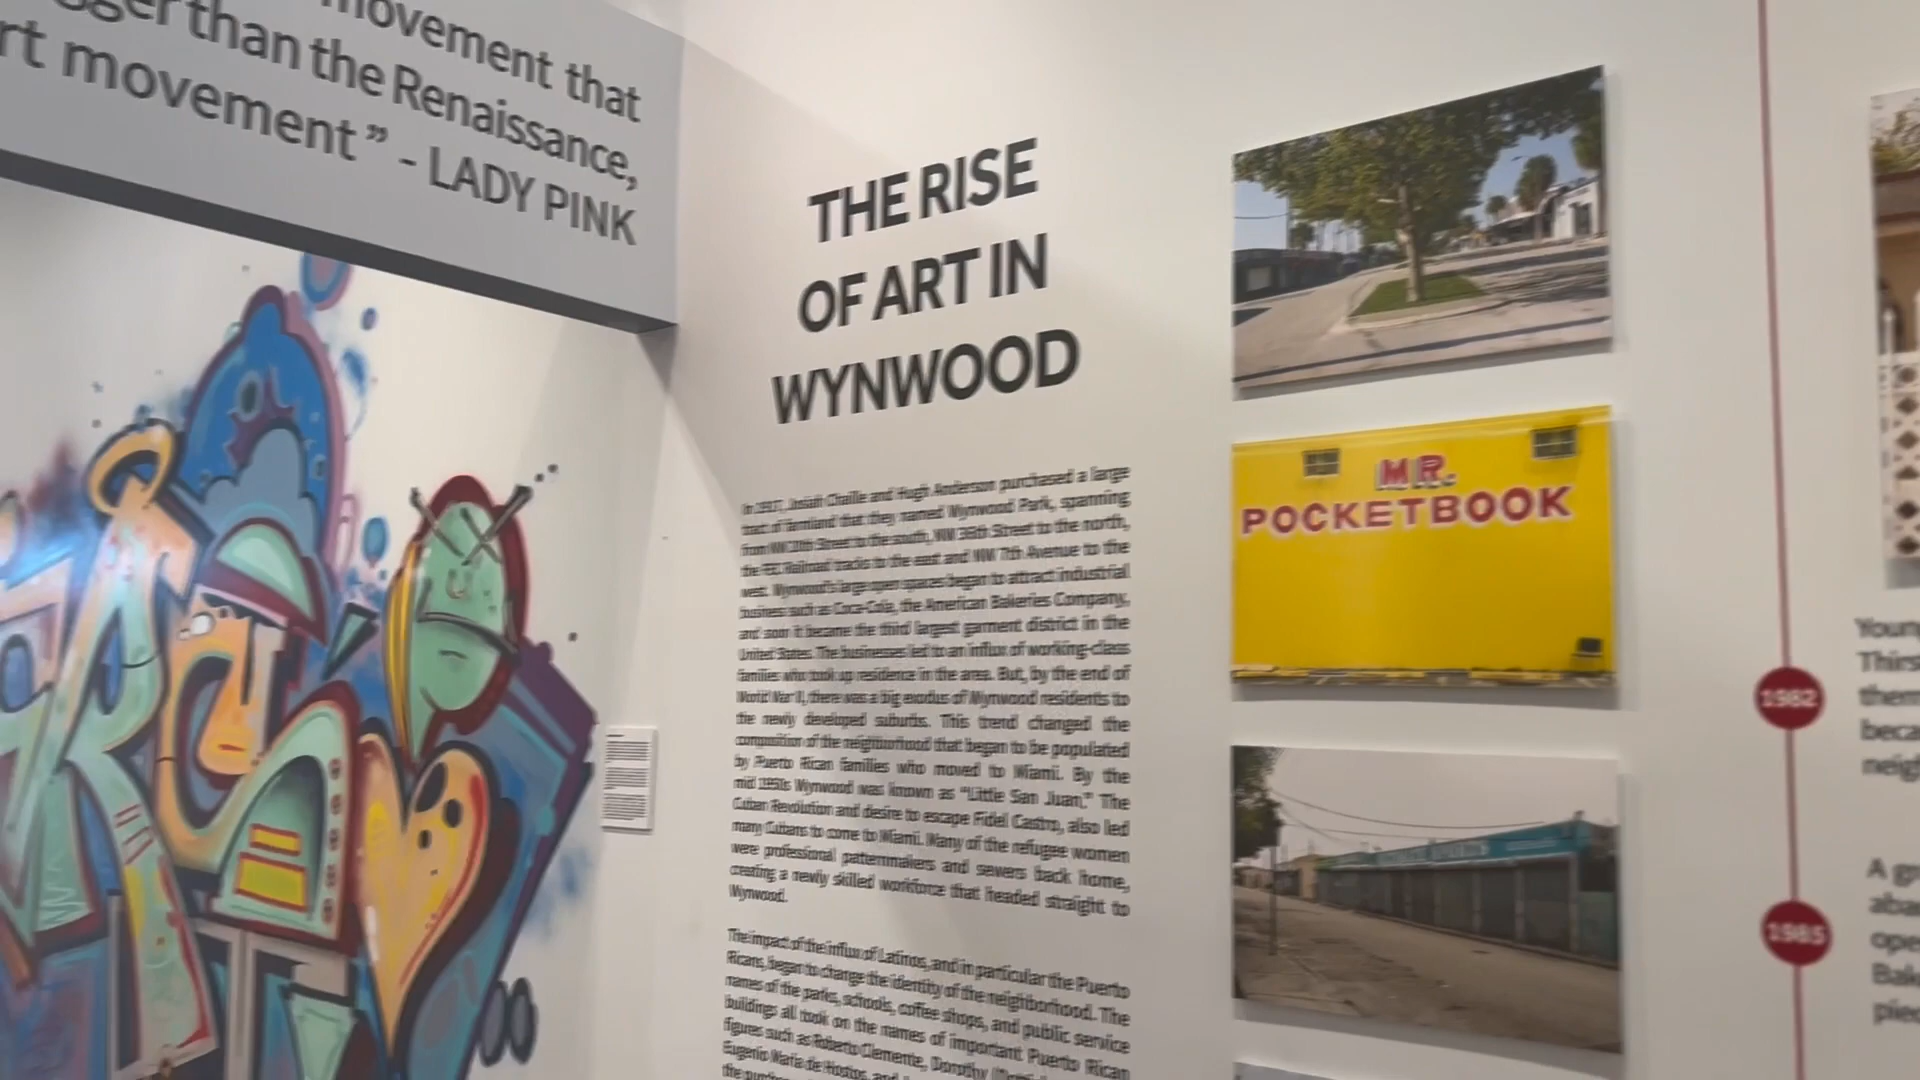 movement that
than the Renaissance,
movement” - LADY PINK
THE RISE
OF ART IN
WYNWOOD
In 1917, Josiah Chaille and Hugh Anderson purchased a large
tract of farmland that they named Wynwood Park, spanning
from NW 20th Street to the south, NW 36th Street to the north,
the FEC Railroad tracks to the east and NW 7th Avenue to the
west. Wynwood's large open spaces began to attract industrial
business such as Coca-Cola, the American Bakeries Company,
and soon it became the third largest garment district in the
United States. The businesses led to an influx of working-class
families who took up residence in the area. But, by the end of
World War II, there was a big exodus of Wynwood residents to
the newly developed suburbs. This trend changed the
composition of the neighborhood that began to be populated
by Puerto Rican families who moved to Miami. By the
mid 1950s Wynwood was known as “Little San Juan.” The
Cuban Revolution and desire to escape Fidel Castro, also led
many Cubans to come to Miami. Many of the refugee women
were professional patternmakers and sewers back home,
creating a newly skilled workforce that headed straight to
Wynwood.
The impact of the influx of Latinos, and in particular the Puerto
Ricans, began to change the identity of the neighborhood. The
names of the parks, schools, coffee shops, and public service
buildings all took on the names of important Puerto Rican
figures such as Roberto Clemente, Dorothy
Eugenio María de Hostos, and
MR.
POCKETBOOK
1982
1985